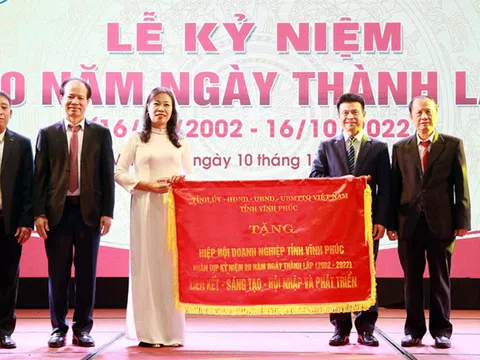 LỄ KỶ NIỆM
0 NĂM NGÀY THÀNH L
(16/ 2002 - 16/10/2022
ngày 10 tháng 1
TỈNH ỦY - HĐND - UBND - UBMTTQ VIỆT NAM
TỈNH VĨNH PHÚC
TẶNG
HIỆP HỘI DOANH NGHIỆP TỈNH VĨNH PHÚC
NHÂN DỊP KỶ NIỆM 20 NĂM NGÀY THÀNH LẬP (2002 - 2022)
LIÊN KẾT - SÁNG TẠO - HỘI NHẬP VÀ PHÁT TRIỂN